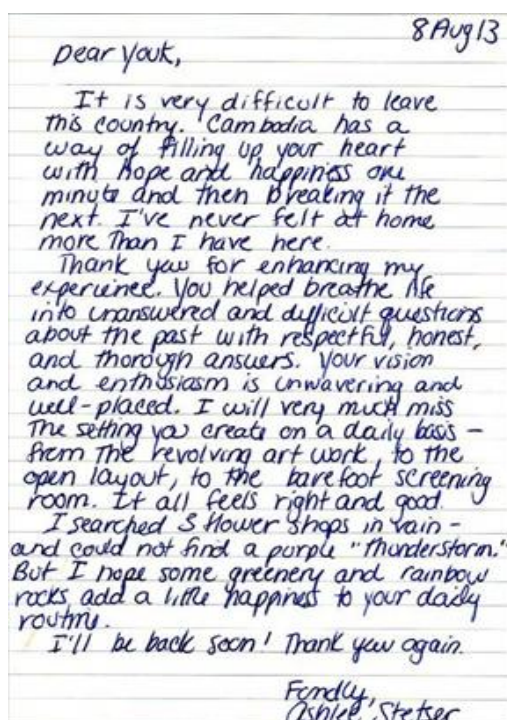 8 Aug 13
Dear Youk,
It is very difficult to leave
this country. Cambodia has a
way of filling up your heart
with hope and happiness one
minute and then breaking it the
next. I've never felt at home
more than I have here.
Thank you for enhancing my
experience. You helped breathe life
into unanswered and difficult questions
about the past with respectful, honest,
and thorough answers. Your vision
and enthusiasm is unwavering and
well-placed. I will very much miss
the setting you create on a daily basis –
from the revolving art work, to the
open layout, to the barefoot screening
room. It all feels right and good.
I searched 3 flower shops in vain –
and could not find a purple "thunderstorm."
But I hope some greenery and rainbow
rocks add a little happiness to your daily
routine.
I'll be back soon! Thank you again.
Fondly,
Ashlee Stetser